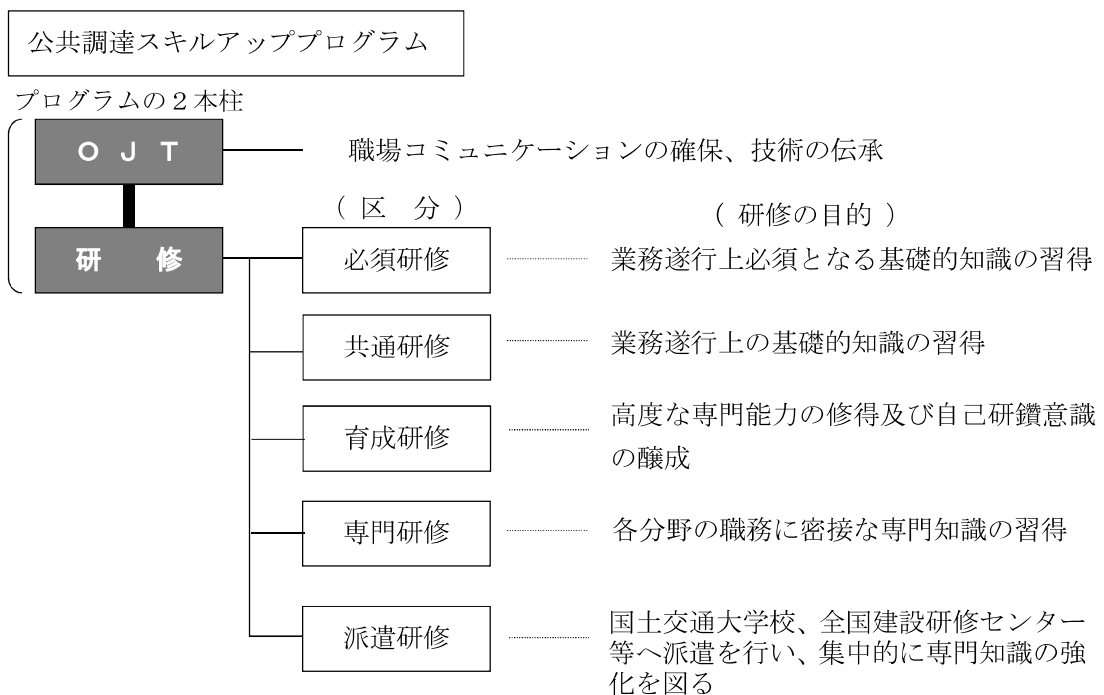 公共調達スキルアッププログラム
プログラムの２本柱
ＯＪＴ
職場コミュニケーションの確保、技術の伝承
（区　分）
（研修の目的）
研　修
必須研修
業務遂行上必須となる基礎的知識の習得
共通研修
業務遂行上の基礎的知識の習得
育成研修
高度な専門能力の修得及び自己研鑽意識
の醸成
専門研修
各分野の職務に密接な専門知識の習得
派遣研修
国土交通大学校、全国建設研修センター
等へ派遣を行い、集中的に専門知識の強
化を図る